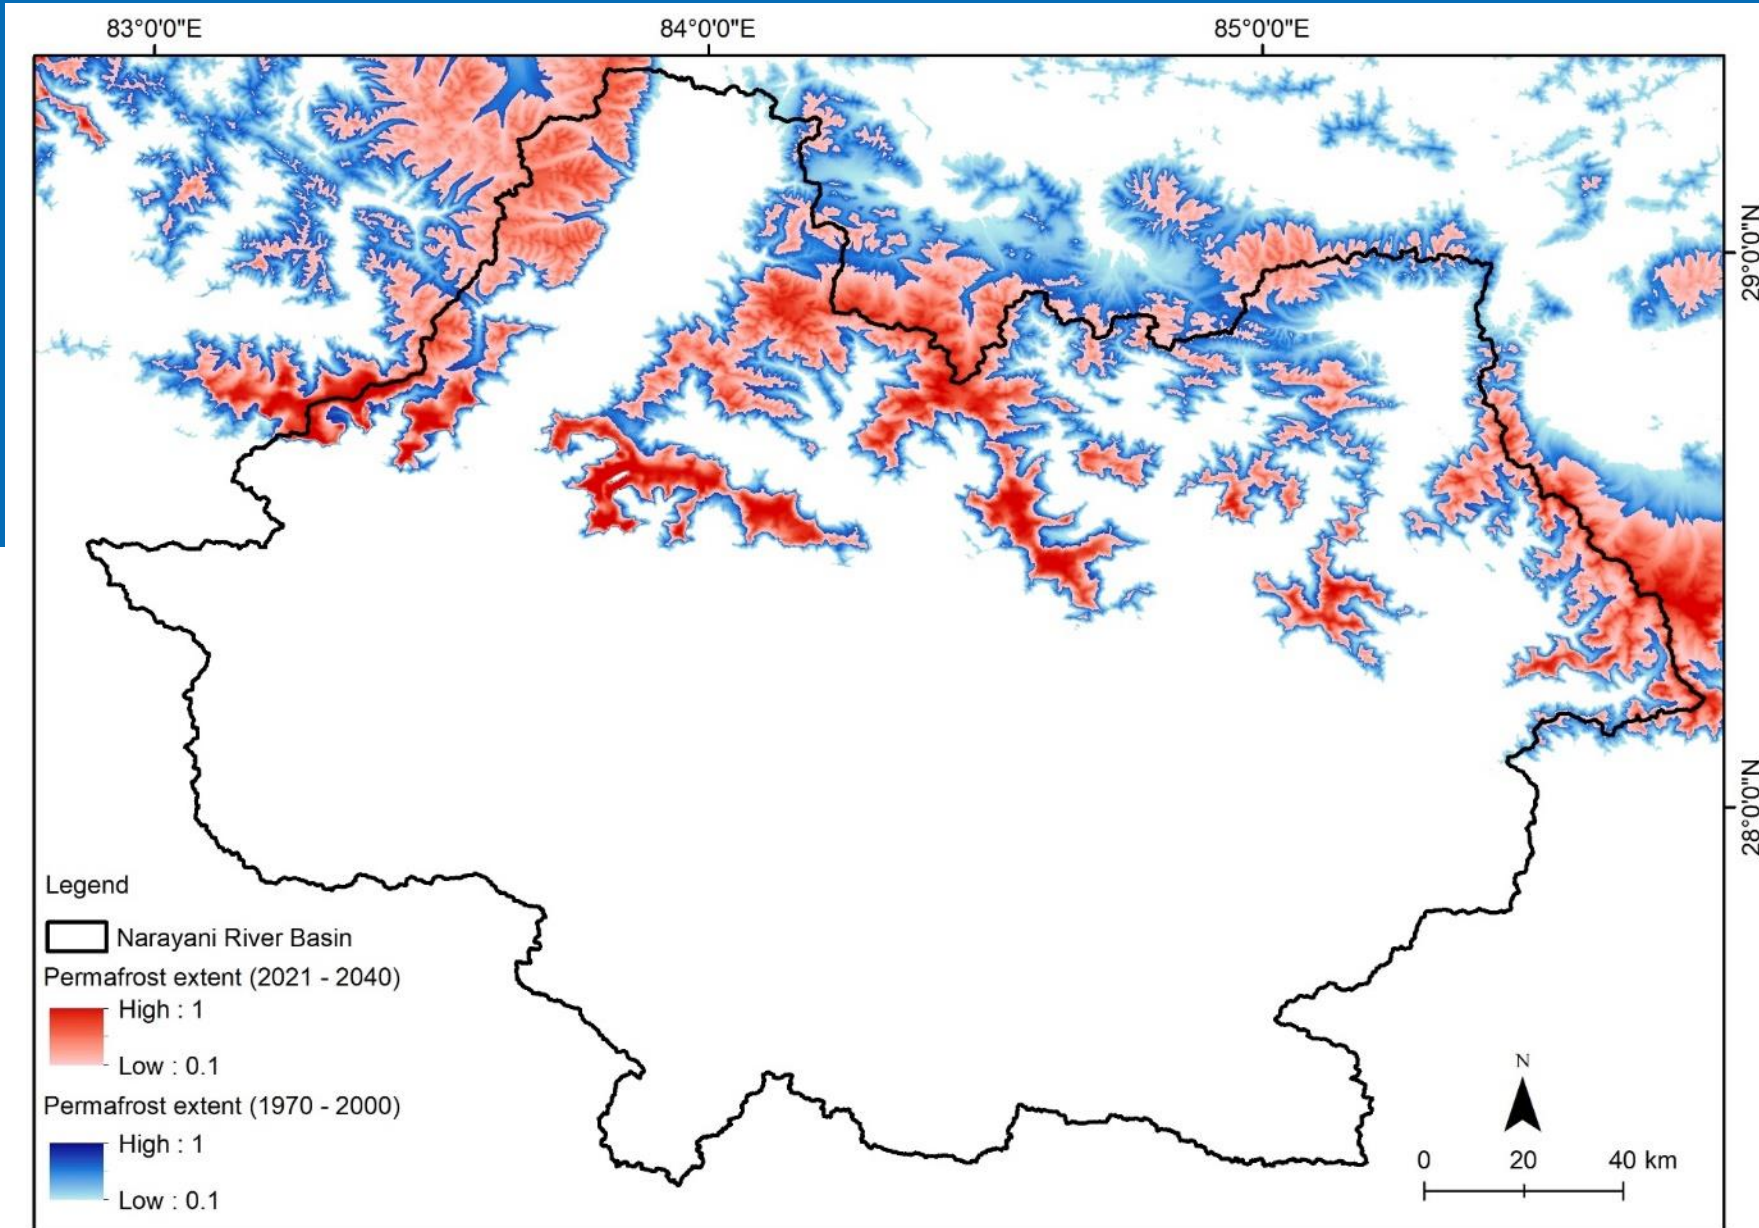 83°0'0"E
84°0'0"E
85°0'0"E
29°0'0"N
28°0'0"N
Legend
Narayani River Basin
Permafrost extent (2021 - 2040)
High : 1
Low : 0.1
Permafrost extent (1970 - 2000)
High : 1
Low : 0.1
N
0 20 40 km